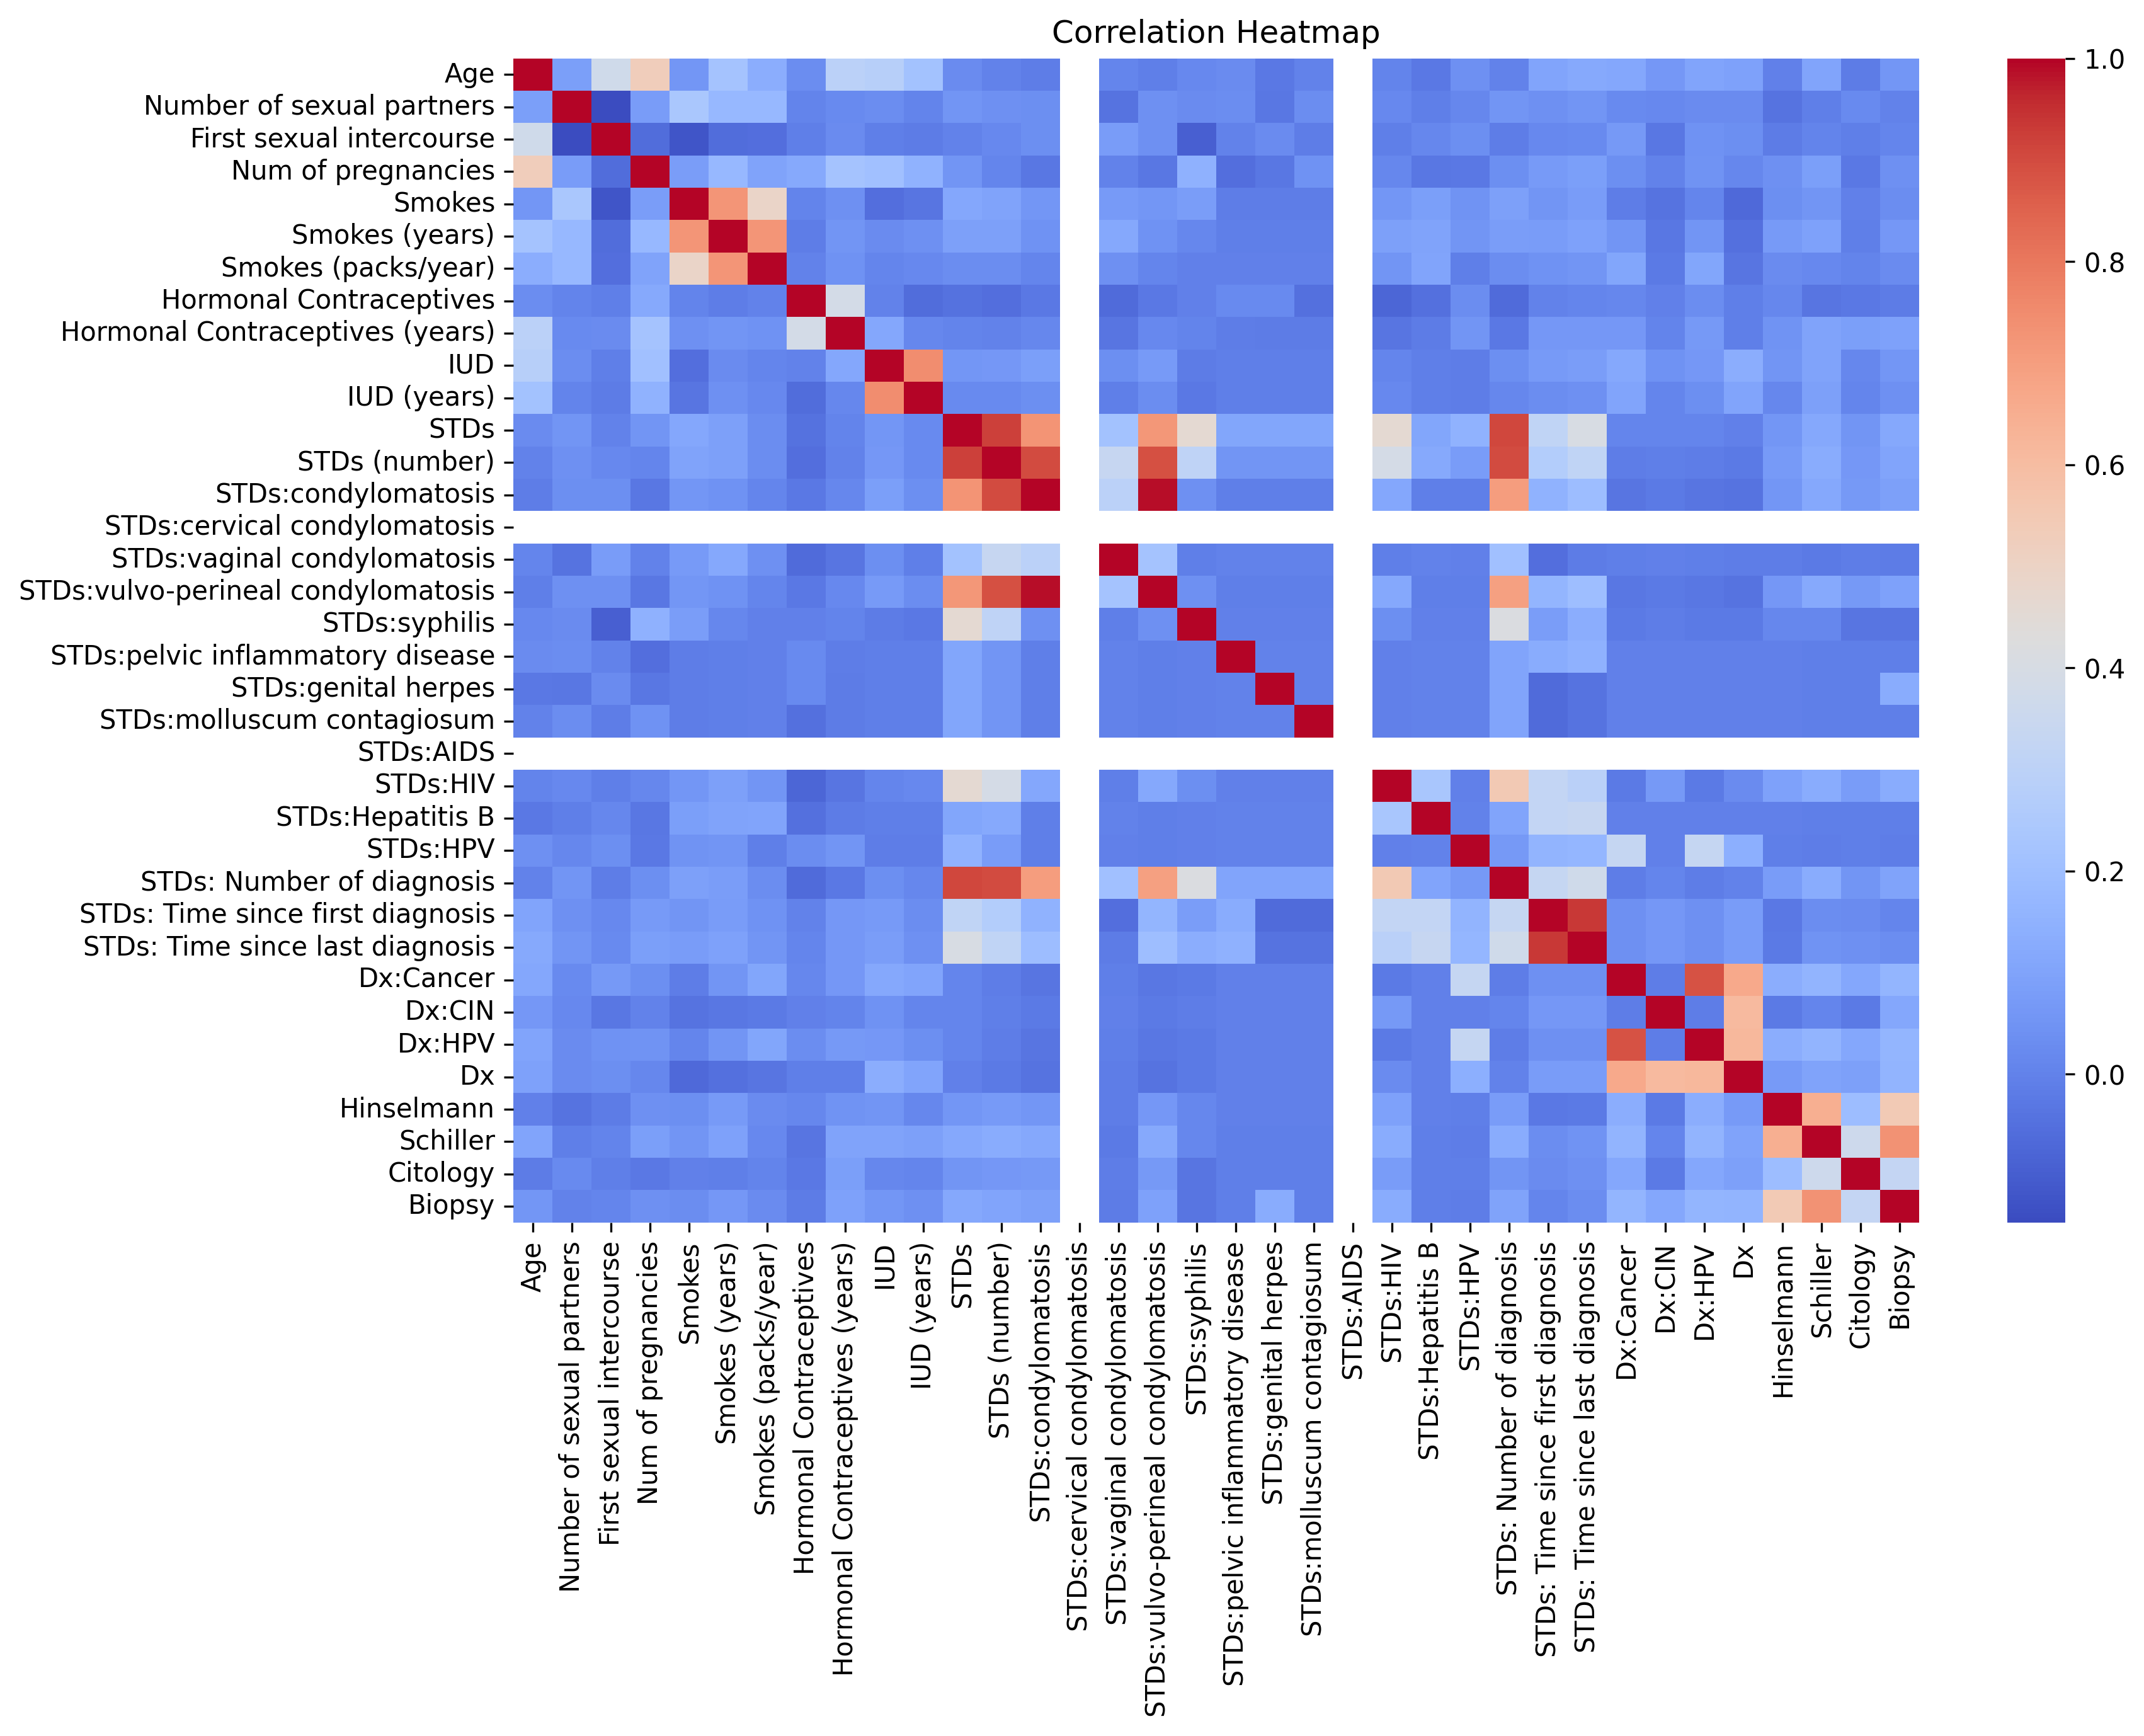 Correlation Heatmap
Age
Number of sexual partners
First sexual intercourse
Num of pregnancies
Smokes
Smokes (years)
Smokes (packs/year)
Hormonal Contraceptives
Hormonal Contraceptives (years)
IUD
IUD (years)
STDs
STDs (number)
STDs:condylomatosis
STDs:cervical condylomatosis
STDs:vaginal condylomatosis
STDs:vulvo-perineal condylomatosis
STDs:syphilis
STDs:pelvic inflammatory disease
STDs:genital herpes
STDs:molluscum contagiosum
STDs:AIDS
STDs:HIV
STDs:Hepatitis B
STDs:HPV
STDs: Number of diagnosis
STDs: Time since first diagnosis
STDs: Time since last diagnosis
Dx:Cancer
Dx:CIN
Dx:HPV
Dx
Hinselmann
Schiller
Citology
Biopsy
Age
Number of sexual partners
First sexual intercourse
Num of pregnancies
Smokes
Smokes (years)
Smokes (packs/year)
Hormonal Contraceptives
Hormonal Contraceptives (years)
IUD
IUD (years)
STDs
STDs (number)
STDs:condylomatosis
STDs:cervical condylomatosis
STDs:vaginal condylomatosis
STDs:vulvo-perineal condylomatosis
STDs:syphilis
STDs:pelvic inflammatory disease
STDs:genital herpes
STDs:molluscum contagiosum
STDs:AIDS
STDs:HIV
STDs:Hepatitis B
STDs:HPV
STDs: Number of diagnosis
STDs: Time since first diagnosis
STDs: Time since last diagnosis
Dx:Cancer
Dx:CIN
Dx:HPV
Dx
Hinselmann
Schiller
Citology
Biopsy
1.0
0.8
0.6
0.4
0.2
0.0